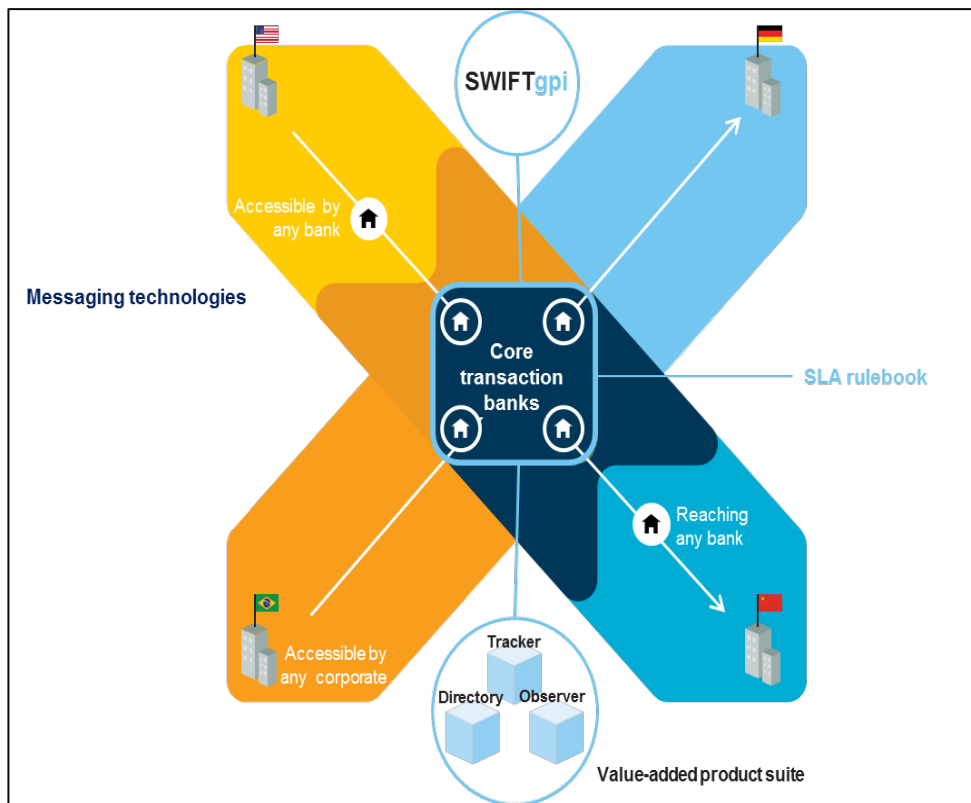 SWIFTgpi
Accessible by
any bank
Messaging technologies
Core
transaction
banks
SLA rulebook
Reaching
any bank
Accessible by
any corporate
Tracker
Directory
Observer
Value-added product suite